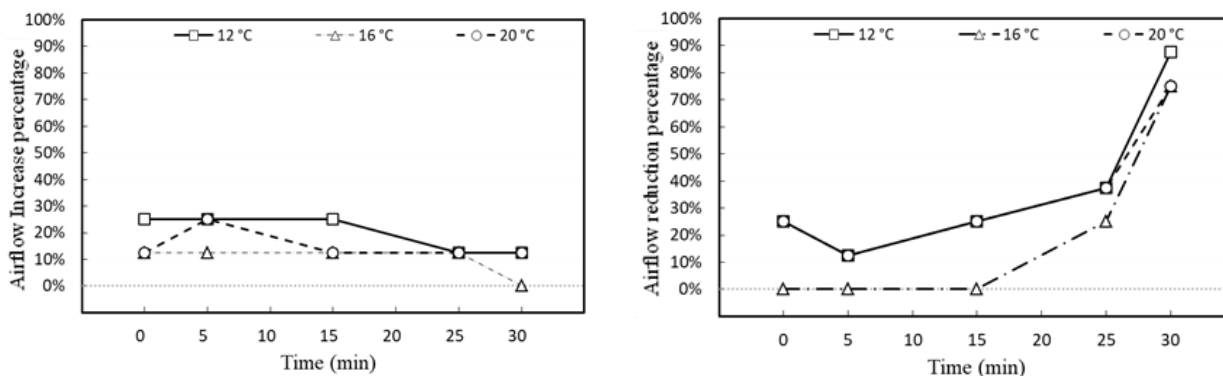 Airflow Increase percentage
100%
90%
80%
70%
60%
50%
40%
30%
20%
10%
0%
12 °C 16 °C 20 °C
0 5 10 15 20 25 30
Time (min)
Airflow reduction percentage
100%
90%
80%
70%
60%
50%
40%
30%
20%
10%
0%
12 °C 16 °C 20 °C
0 5 10 15 20 25 30
Time (min)